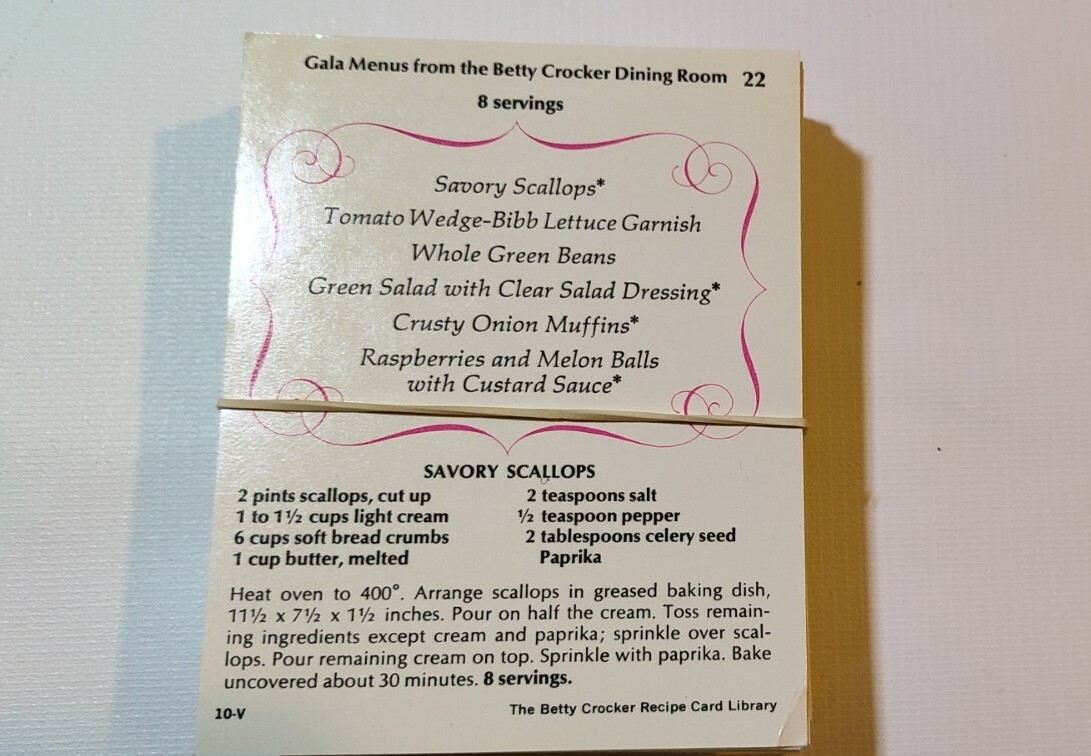 Gala Menus from the Betty Crocker Dining Room 22
8 servings
Savory Scallops*
Tomato Wedge-Bibb Lettuce Garnish
Whole Green Beans
Green Salad with Clear Salad Dressing*
Crusty Onion Muffins*
Raspberries and Melon Balls
with Custard Sauce*
SAVORY SCALLOPS
2 pints scallops, cut up
1 to 1½ cups light cream
6 cups soft bread crumbs
1 cup butter, melted
2 teaspoons salt
½ teaspoon pepper
2 tablespoons celery seed
Paprika
Heat oven to 400°. Arrange scallops in greased baking dish,
11½ x 7½ x 1½ inches. Pour on half the cream. Toss remain-
ing ingredients except cream and paprika; sprinkle over scal-
lops. Pour remaining cream on top. Sprinkle with paprika. Bake
uncovered about 30 minutes. 8 servings.
10-V
The Betty Crocker Recipe Card Library